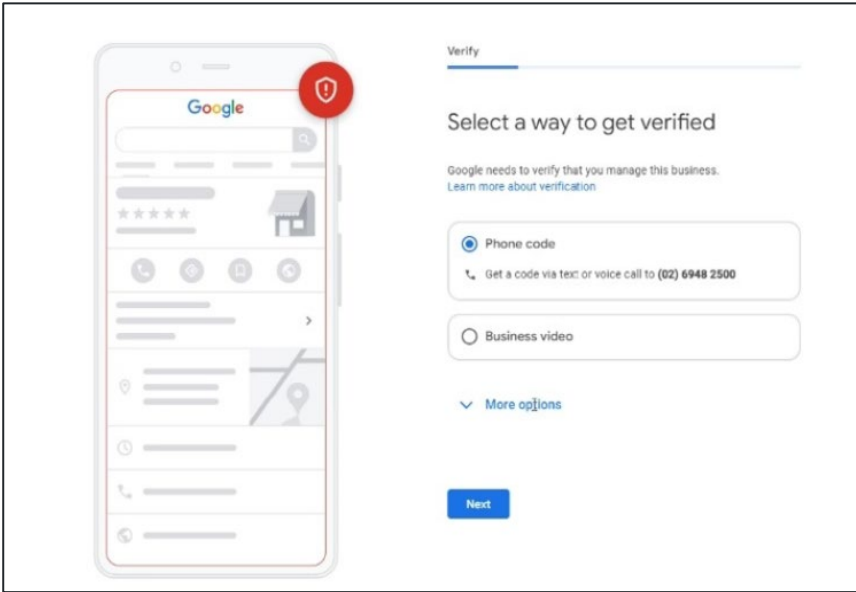 Google
Verify
Select a way to get verified
Google needs to verify that you manage this business.
Learn more about verification
Phone code
Get a code via text or voice call to (02) 6948 2500
Business video
More options
Next